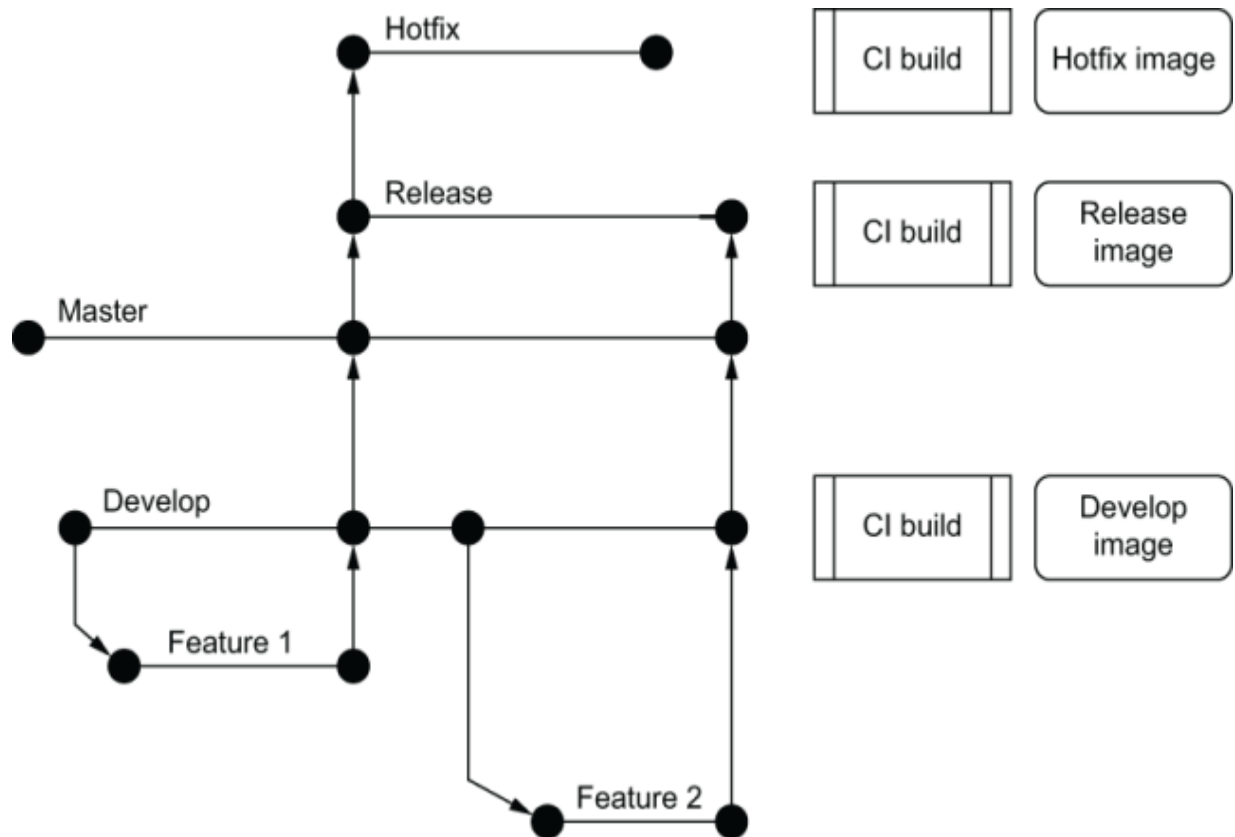 Hotfix
CI build
Hotfix image
Release
CI build
Release
image
Master
Develop
CI build
Develop
image
Feature 1
Feature 2